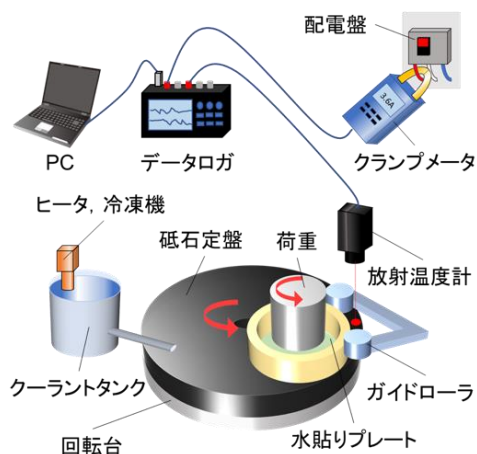 配電盤
3.6A
PC
データロガ
クランプメータ
ヒータ，冷凍機
砥石定盤
荷重
放射温度計
クーラントタンク
ガイドローラ
回転台
水貼りプレート